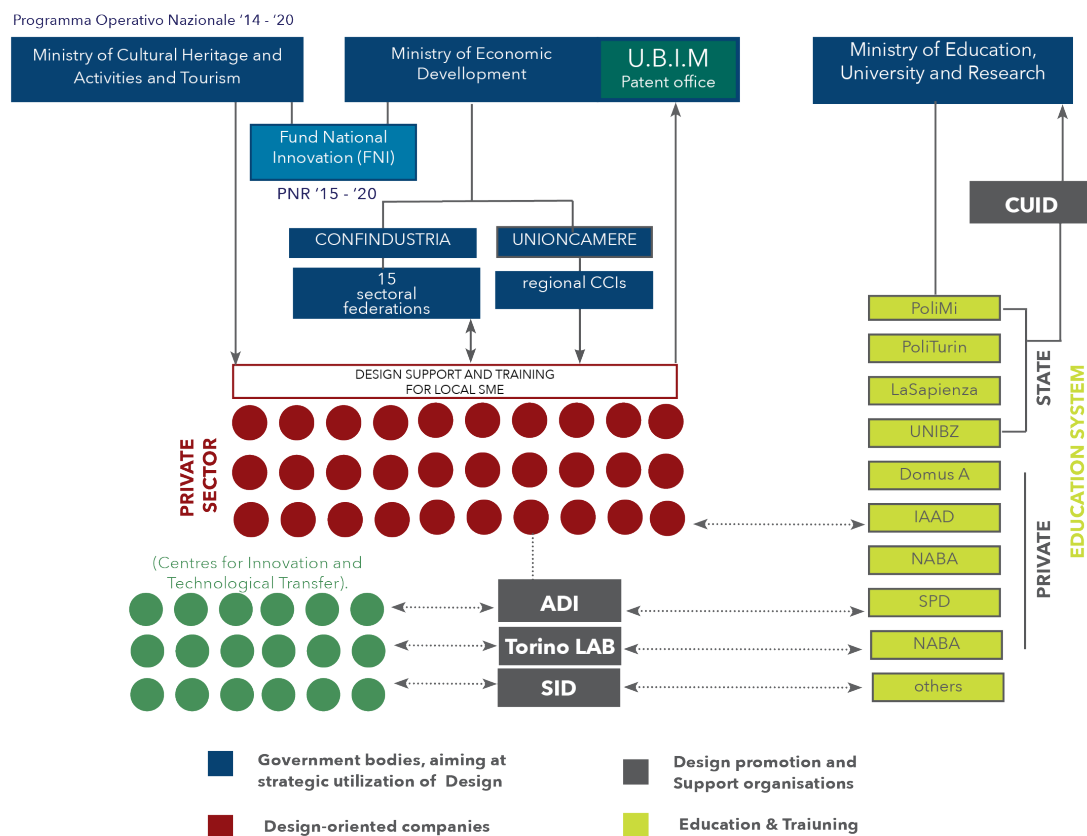 Programma Operativo Nazionale ‘14 - ‘20
Ministry of Cultural Heritage and
Activities and Tourism
Ministry of Economic
Devellopment
U.B.I.M
Patent office
Ministry of Education,
University and Research
Fund National
Innovation (FNI)
PNR ‘15 - ‘20
CUID
CONFINDUSTRIA
UNIONCAMERE
15
sectoral
federations
regional CCIs
DESIGN SUPPORT AND TRAINING
FOR LOCAL SME
PRIVATE
SECTOR
PoliMi
PoliTurin
LaSapienza
UNIBZ
Domus A
IAAD
NABA
SPD
NABA
others
STATE
PRIVATE
EDUCATION SYSTEM
(Centres for Innovation and
Technological Transfer).
ADI
Torino LAB
SID
Government bodies, aiming at
strategic utilization of Design
Design promotion and
Support organisations
Design-oriented companies
Education & Traiuning